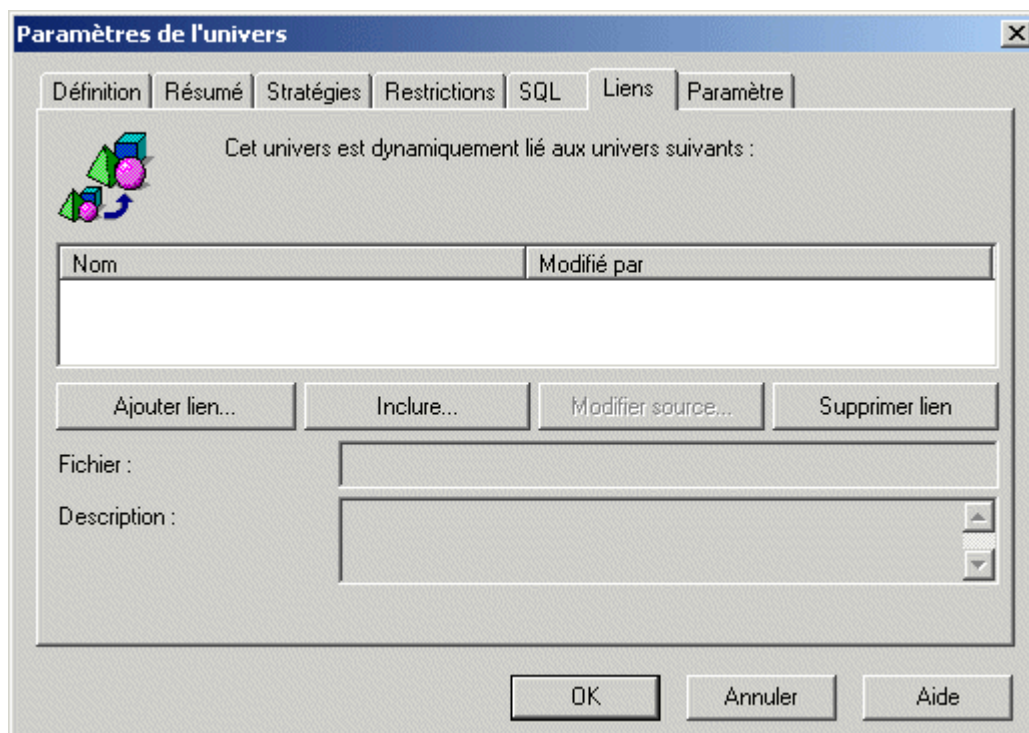 Paramètres de l'univers
Définition Résumé Stratégies Restrictions SQL Liens Paramètre
Cet univers est dynamiquement lié aux univers suivants :
Nom Modifié par
Ajouter lien... Inclure... Modifier source... Supprimer lien
Fichier :
Description :
OK Annuler Aide